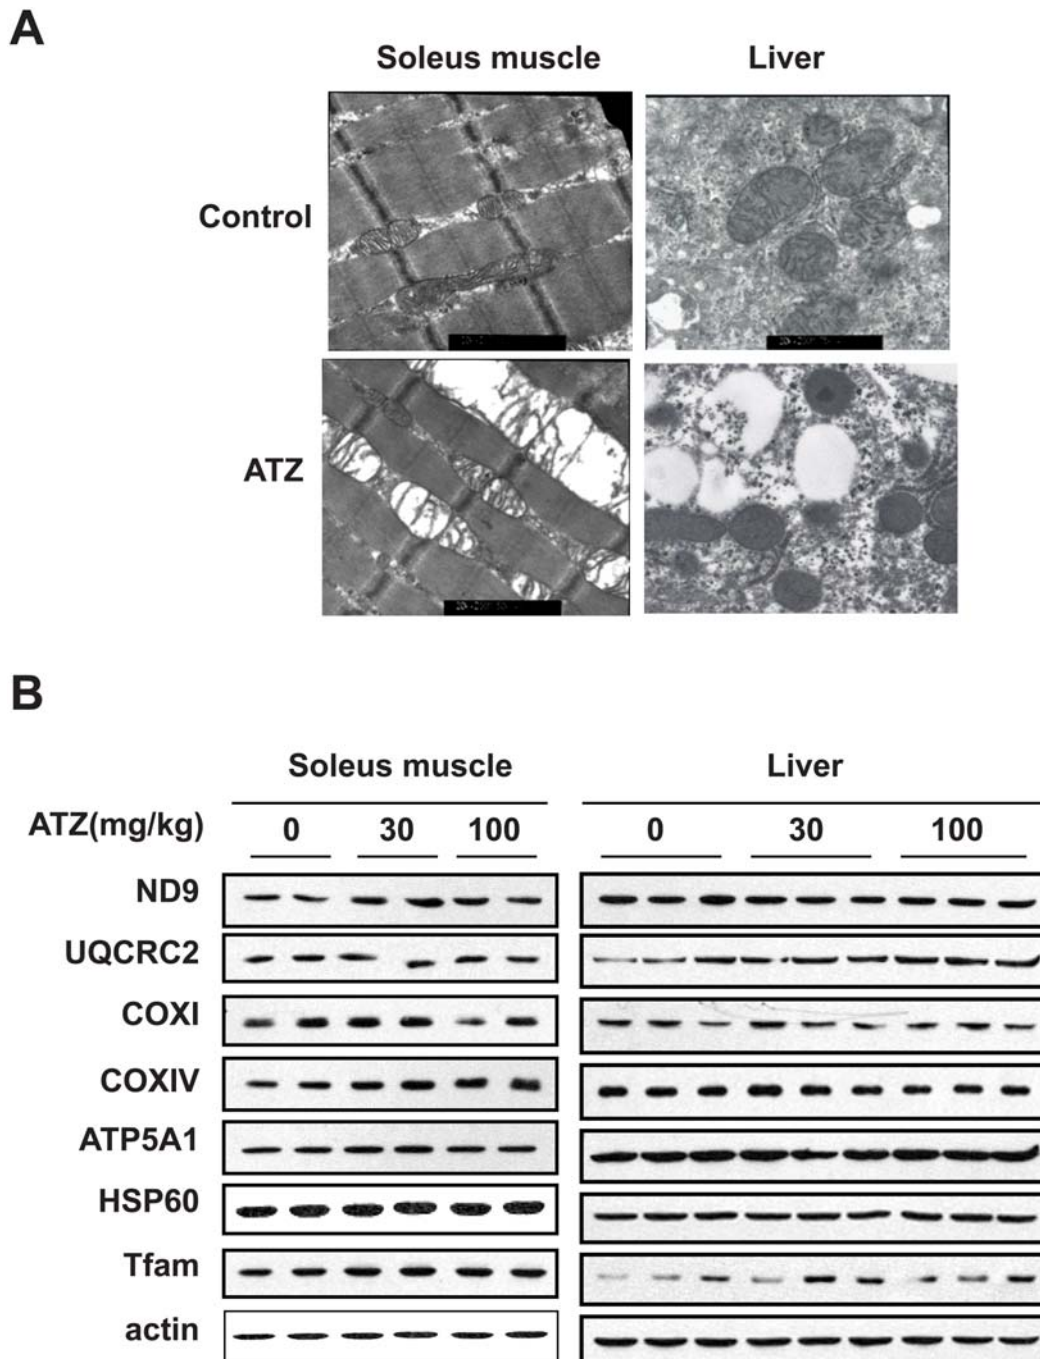 A
Soleus muscle Liver
Control
ATZ
B
Soleus muscle Liver
ATZ(mg/kg) 0 30 100 0 30 100
ND9
UQCRC2
COXI
COXIV
ATP5A1
HSP60
Tfam
actin